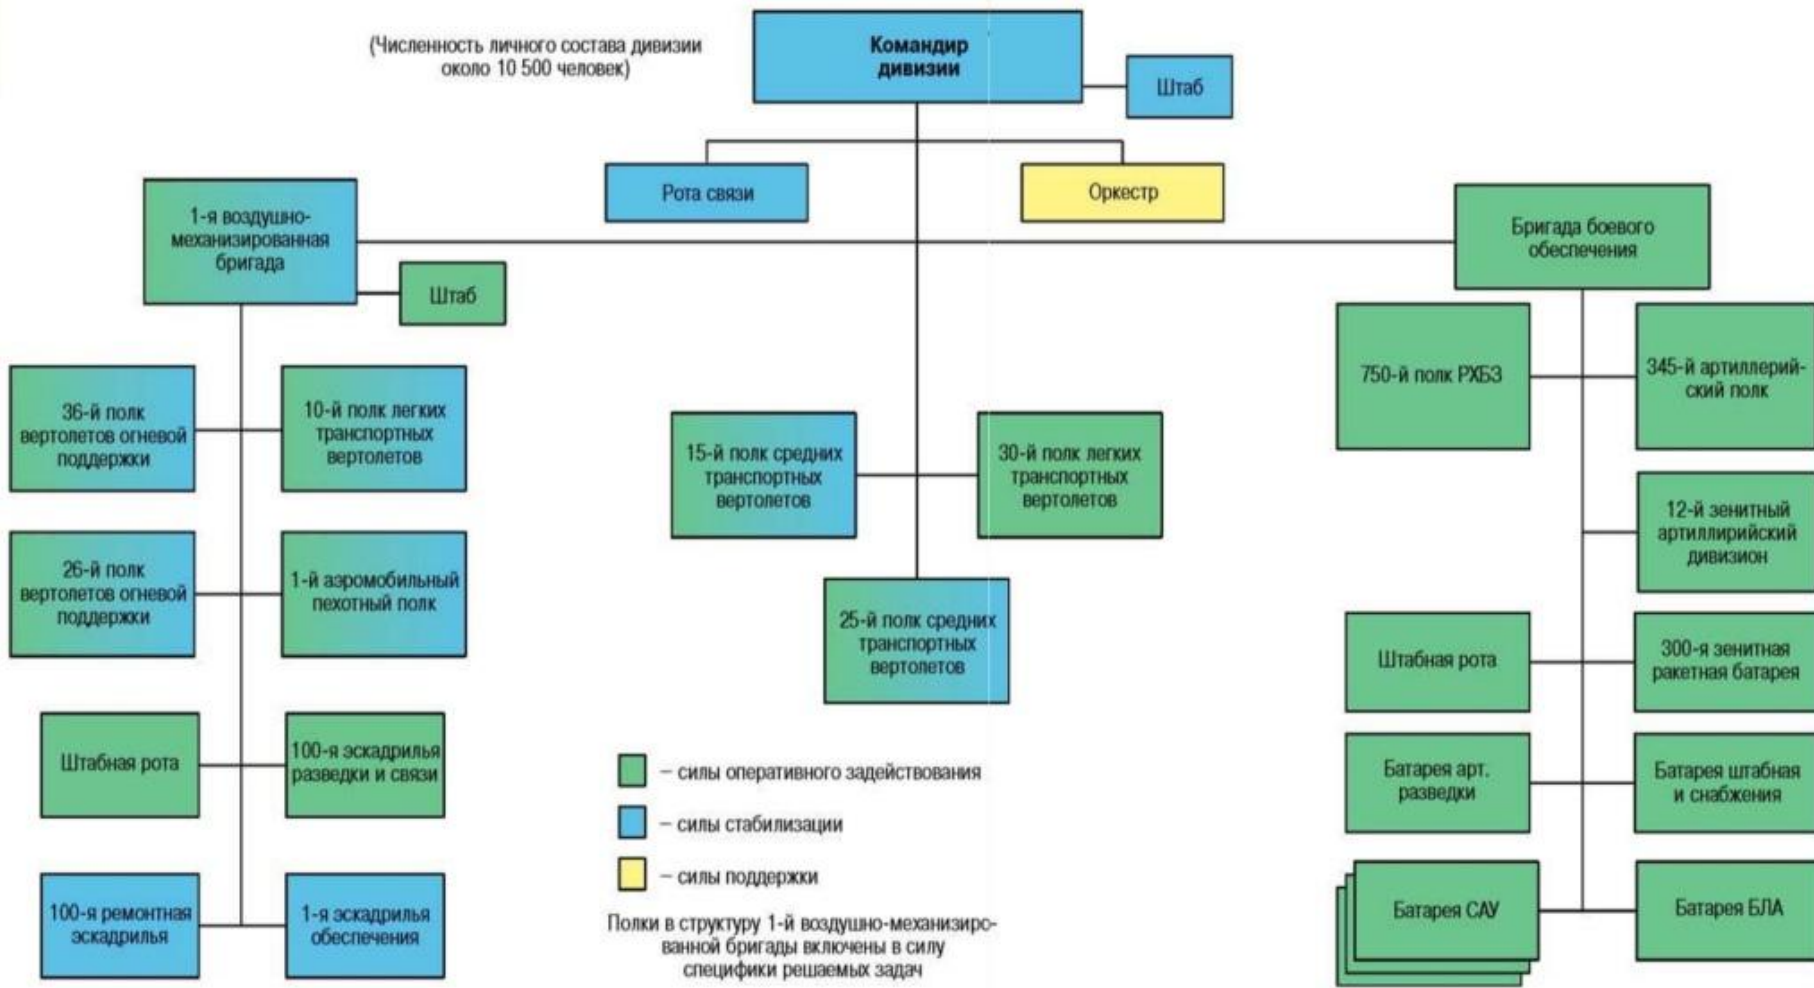 (Численность личного состава дивизии
около 10 500 человек)
Командир
дивизии
Штаб
Рота связи
Оркестр
1-я воздушно-
механизированная
бригада
Штаб
Бригада боевого
обеспечения
36-й полк
вертолетов огневой
поддержки
10-й полк легких
транспортных
вертолетов
26-й полк
вертолетов огневой
поддержки
1-й аэромобильный
пехотный полк
Штабная рота
100-я эскадрилья
разведки и связи
100-я ремонтная
эскадрилья
1-я эскадрилья
обеспечения
15-й полк средних
транспортных
вертолетов
30-й полк легких
транспортных
вертолетов
25-й полк средних
транспортных
вертолетов
750-й полк РХБЗ
345-й артиллерий-
ский полк
12-й зенитный
артиллирийский
дивизион
Штабная рота
300-я зенитная
ракетная батарея
Батарея арт.
разведки
Батарея штабная
и снабжения
Батарея САУ
Батарея БЛА
– силы оперативного задействования
– силы стабилизации
– силы поддержки
Полки в структуру 1-й воздушно-механизиро-
ванной бригады включены в силу
специфики решаемых задач